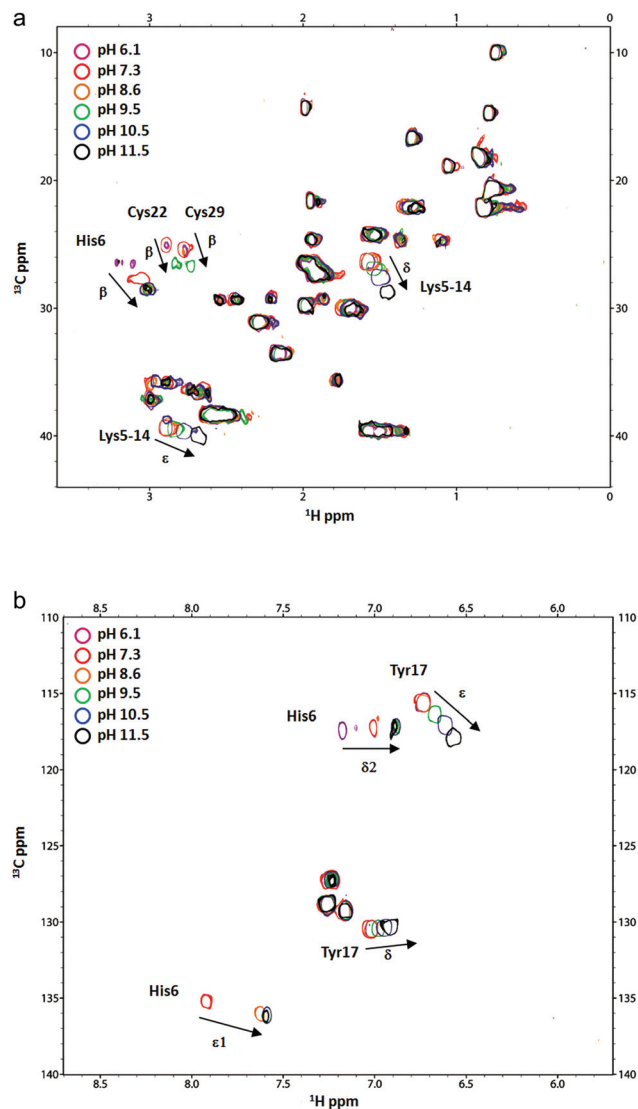 a
3 2 1 0
10
20
30
40
¹³C ppm
pH 6.1
pH 7.3
pH 8.6
pH 9.5
pH 10.5
pH 11.5
Cys22 Cys29
His6
β β
β
δ
Lys5-14
Lys5-14
ε
3 2 1 0
¹H ppm
b
8.5 8.0 7.5 7.0 6.5 6.0
110
115
120
125
130
135
140
110
115
120
125
130
135
140
¹³C ppm
pH 6.1
pH 7.3
pH 8.6
pH 9.5
pH 10.5
pH 11.5
Tyr17
ε
His6
δ2
Tyr17 δ
His6
ε1
8.5 8.0 7.5 7.0 6.5 6.0
¹H ppm